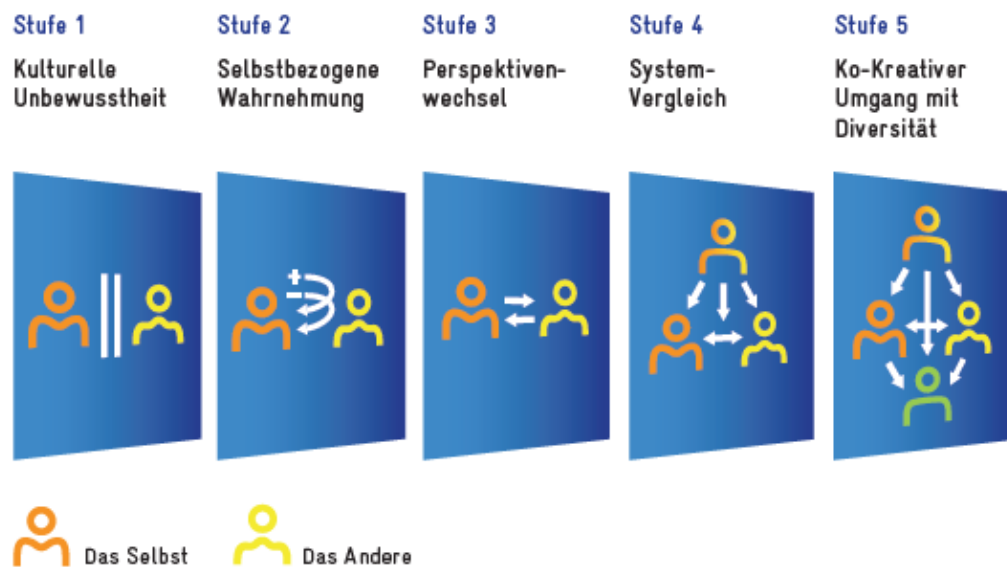 Stufe 1
Kulturelle
Unbewusstheit
Stufe 2
Selbstbezogene
Wahrnehmung
Stufe 3
Perspektiven-
wechsel
Stufe 4
System-
Vergleich
Stufe 5
Ko-Kreativer
Umgang mit
Diversität
+
–
Das Selbst
Das Andere